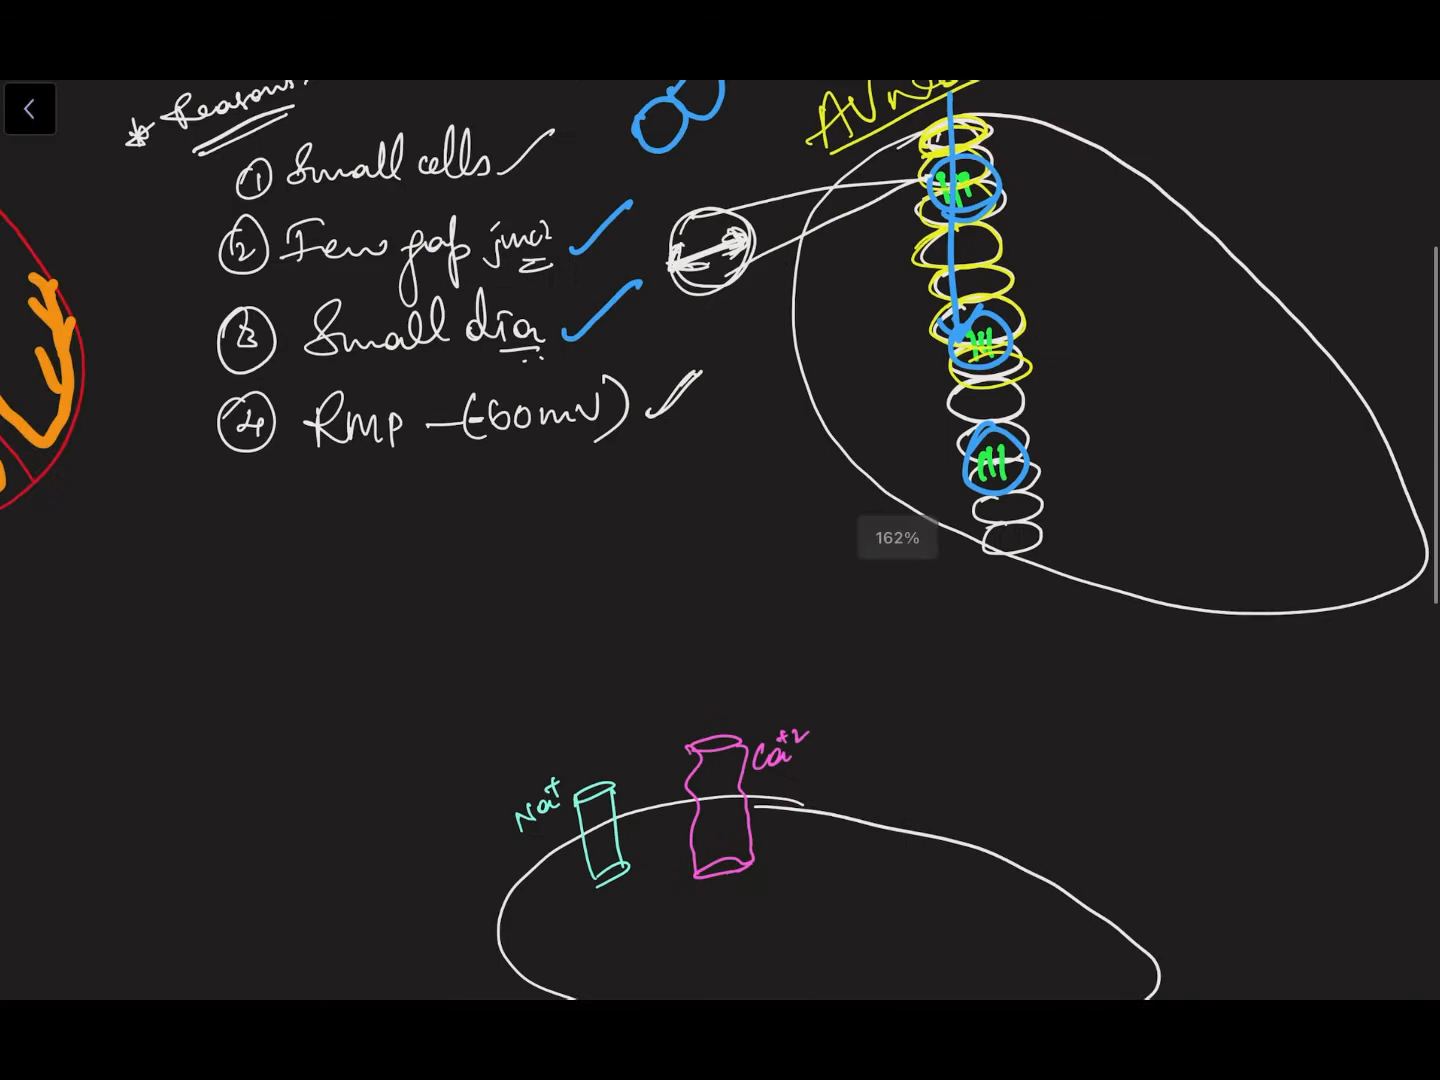 * Reasons:
① Small cells ✓
② Few gap junc² ✓
③ Small dia ✓
④ RMP –(-60mV) ✓
AV Node
162%
Na⁺
Ca⁺²